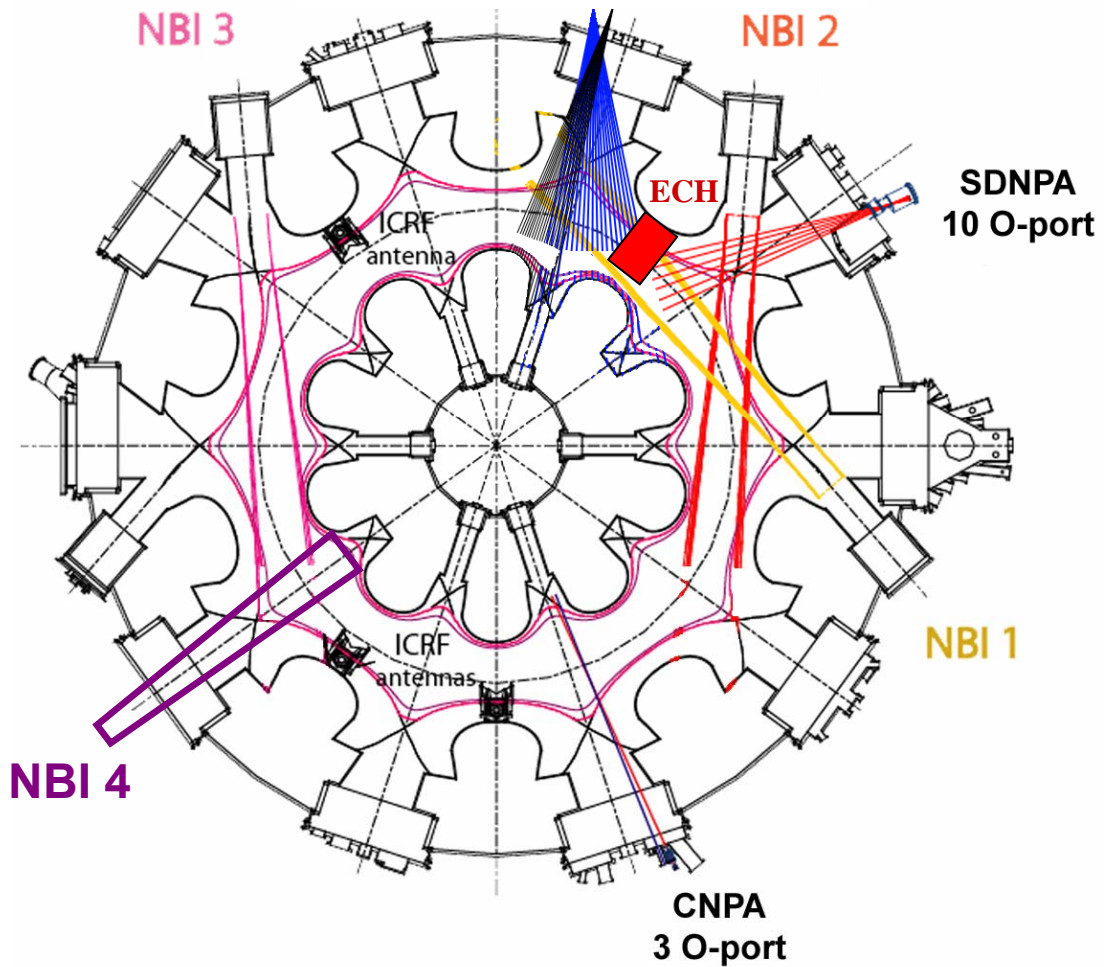 NBI 3
NBI 2
ECH
SDNPA
10 O-port
ICRF
antenna
NBI 1
ICRF
antennas
NBI 4
CNPA
3 O-port